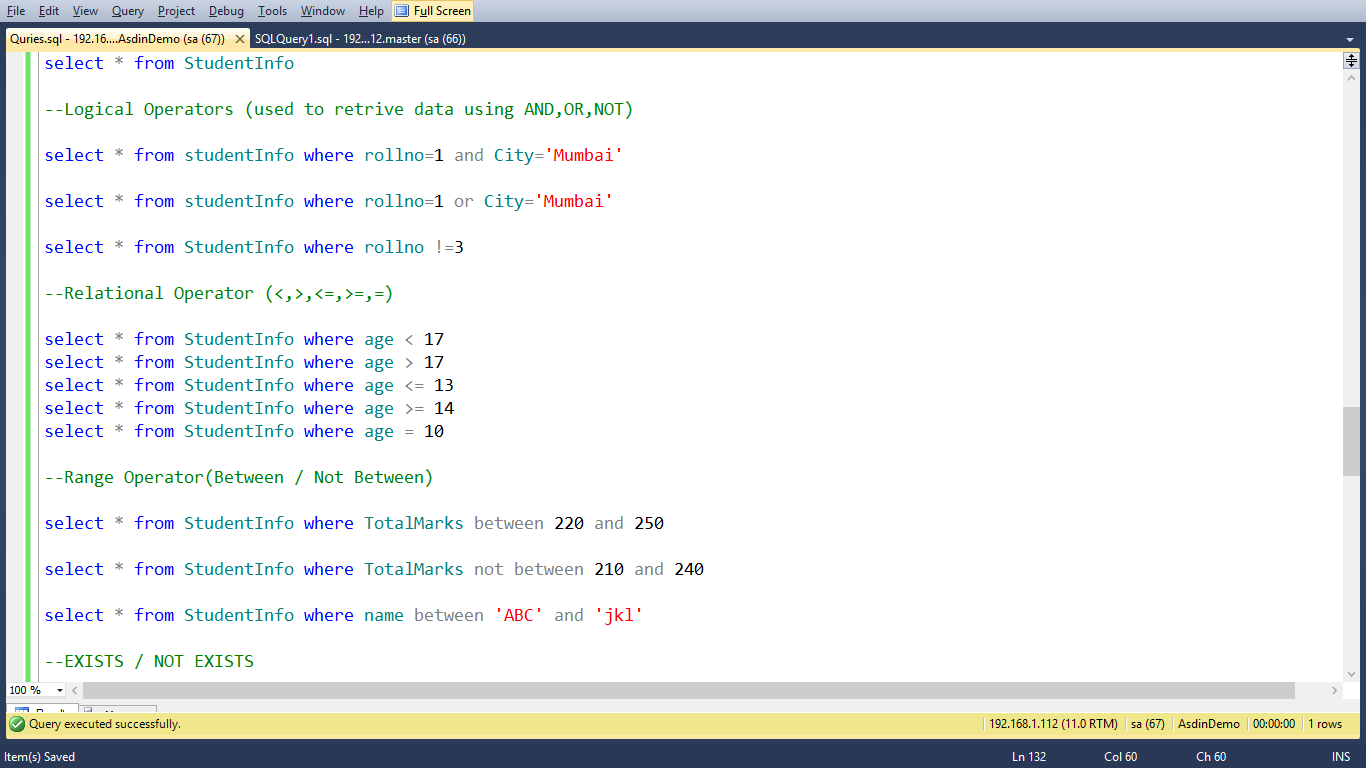 File Edit View Query Project Debug Tools Window Help Full Screen
Quries.sql - 192.16....AsdinDemo (sa (67)) SQLQuery1.sql - 192...12.master (sa (66))
select * from StudentInfo
--Logical Operators (used to retrive data using AND,OR,NOT)
select * from studentInfo where rollno=1 and City='Mumbai'
select * from studentInfo where rollno=1 or City='Mumbai'
select * from StudentInfo where rollno !=3
--Relational Operator (<,>,<=,>=,=)
select * from StudentInfo where age < 17
select * from StudentInfo where age > 17
select * from StudentInfo where age <= 13
select * from StudentInfo where age >= 14
select * from StudentInfo where age = 10
--Range Operator(Between / Not Between)
select * from StudentInfo where TotalMarks between 220 and 250
select * from StudentInfo where TotalMarks not between 210 and 240
select * from StudentInfo where name between 'ABC' and 'jkl'
--EXISTS / NOT EXISTS
100 %
Query executed successfully. 192.168.1.112 (11.0 RTM) sa (67) AsdinDemo 00:00:00 1 rows
Item(s) Saved Ln 132 Col 60 Ch 60 INS